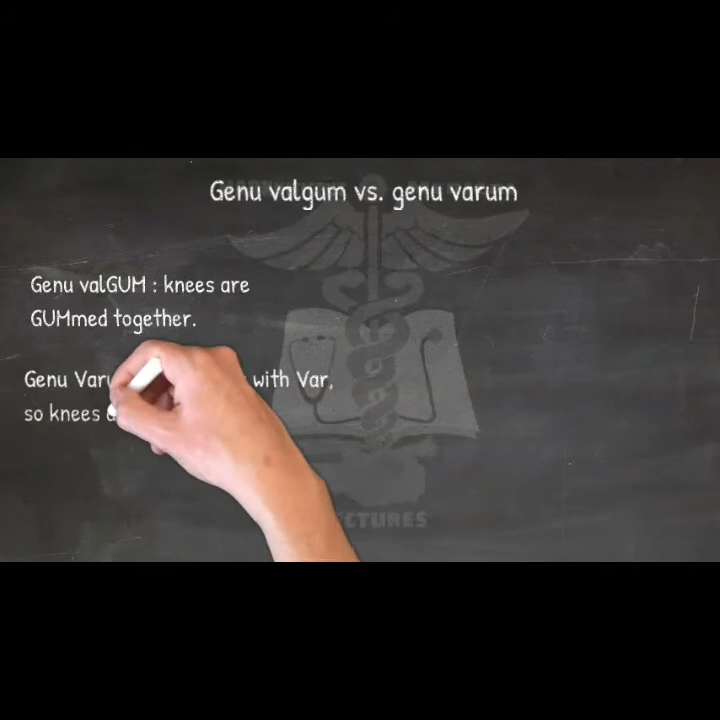 Genu valgum vs. genu varum
Genu valGUM : knees are
GUMmed together.
Genu Var with Var,
so knees